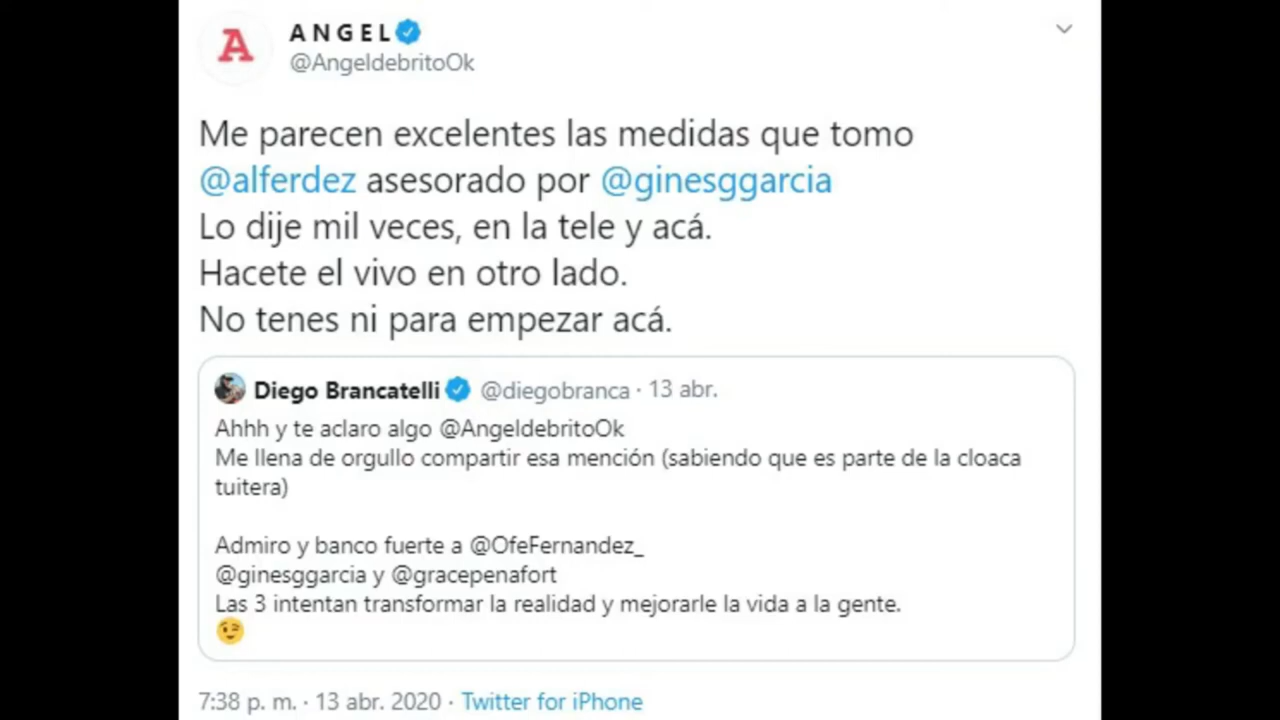 A
ANGEL
@AngeldebritoOk
Me parecen excelentes las medidas que tomo
@alferdez asesorado por @ginesggarcia
Lo dije mil veces, en la tele y acá.
Hacete el vivo en otro lado.
No tenes ni para empezar acá.
Diego Brancatelli @diegobranca · 13 abr.
Ahhh y te aclaro algo @AngeldebritoOk
Me llena de orgullo compartir esa mención (sabiendo que es parte de la cloaca
tuitera)
Admiro y banco fuerte a @OfeFernandez_
@ginesggarcia y @gracepenafort
Las 3 intentan transformar la realidad y mejorarle la vida a la gente.
7:38 p. m. · 13 abr. 2020 · Twitter for iPhone